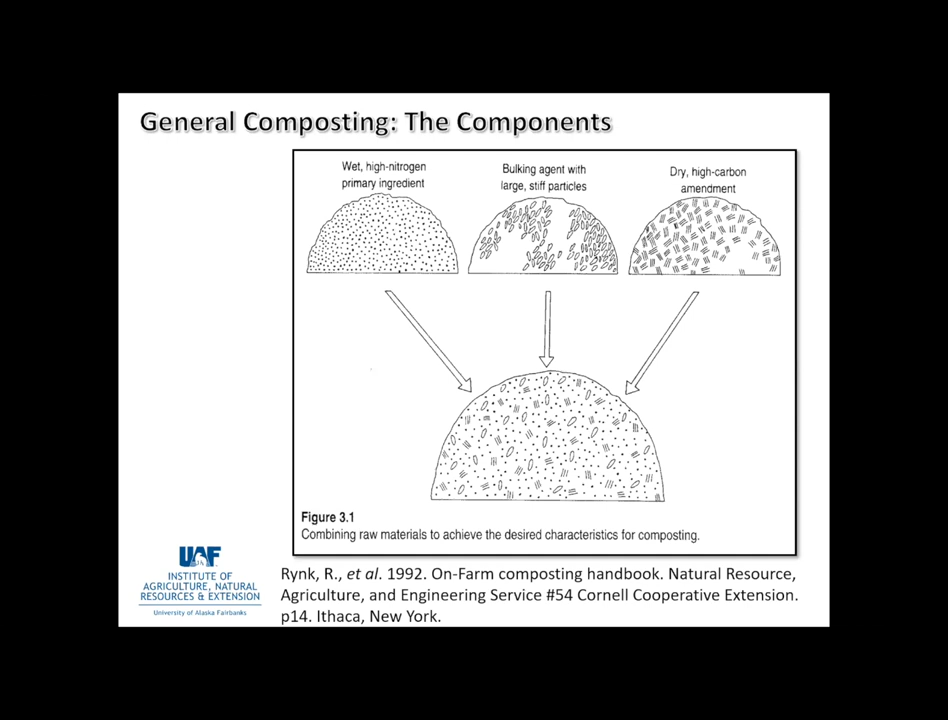 General Composting: The Components
Wet, high-nitrogen
primary ingredient
Bulking agent with
large, stiff particles
Dry, high-carbon
amendment
Figure 3.1
Combining raw materials to achieve the desired characteristics for composting.
UAF
INSTITUTE OF
AGRICULTURE, NATURAL
RESOURCES & EXTENSION
University of Alaska Fairbanks
Rynk, R., et al. 1992. On-Farm composting handbook. Natural Resource,
Agriculture, and Engineering Service #54 Cornell Cooperative Extension.
p14. Ithaca, New York.